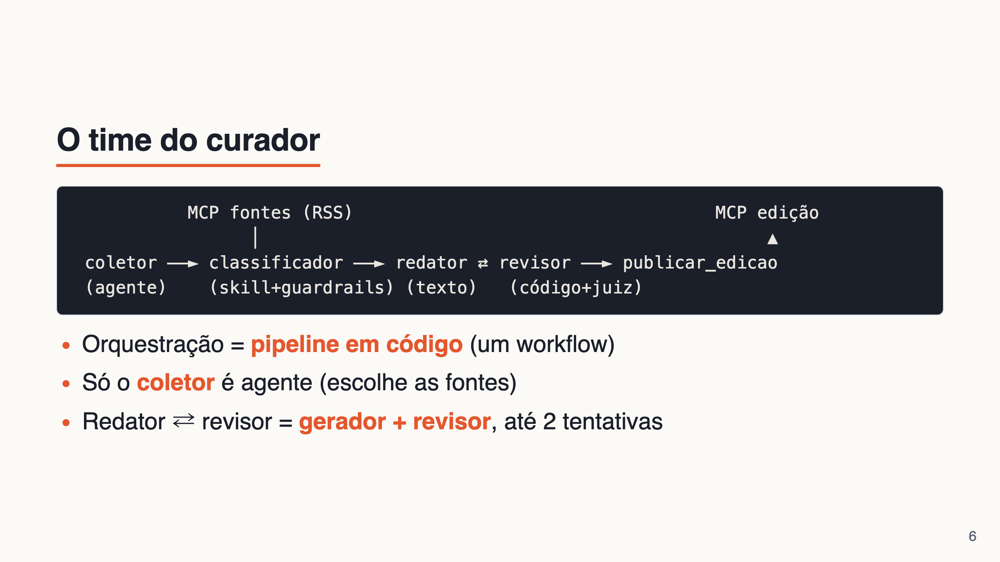 O time do curador
MCP fontes (RSS) MCP edição
│ ▲
coletor ──► classificador ──► redator ⇄ revisor ──► publicar_edicao
(agente) (skill+guardrails) (texto) (código+juiz)
• Orquestração = pipeline em código (um workflow)
• Só o coletor é agente (escolhe as fontes)
• Redator ⇄ revisor = gerador + revisor, até 2 tentativas
6